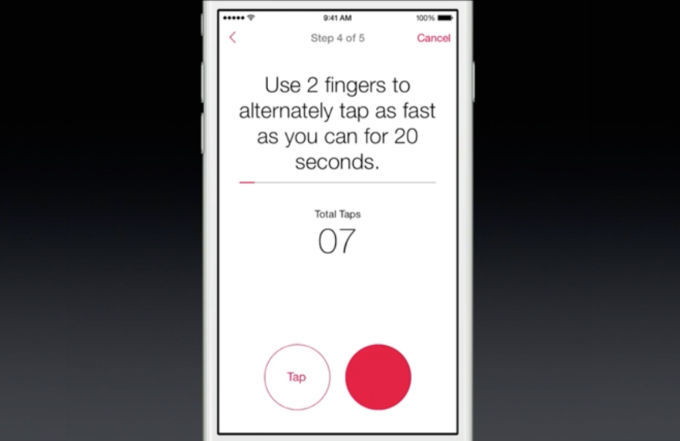 9:41 AM 100%
Step 4 of 5 Cancel
Use 2 fingers to
alternately tap as fast
as you can for 20
seconds.
Total Taps
07
Tap